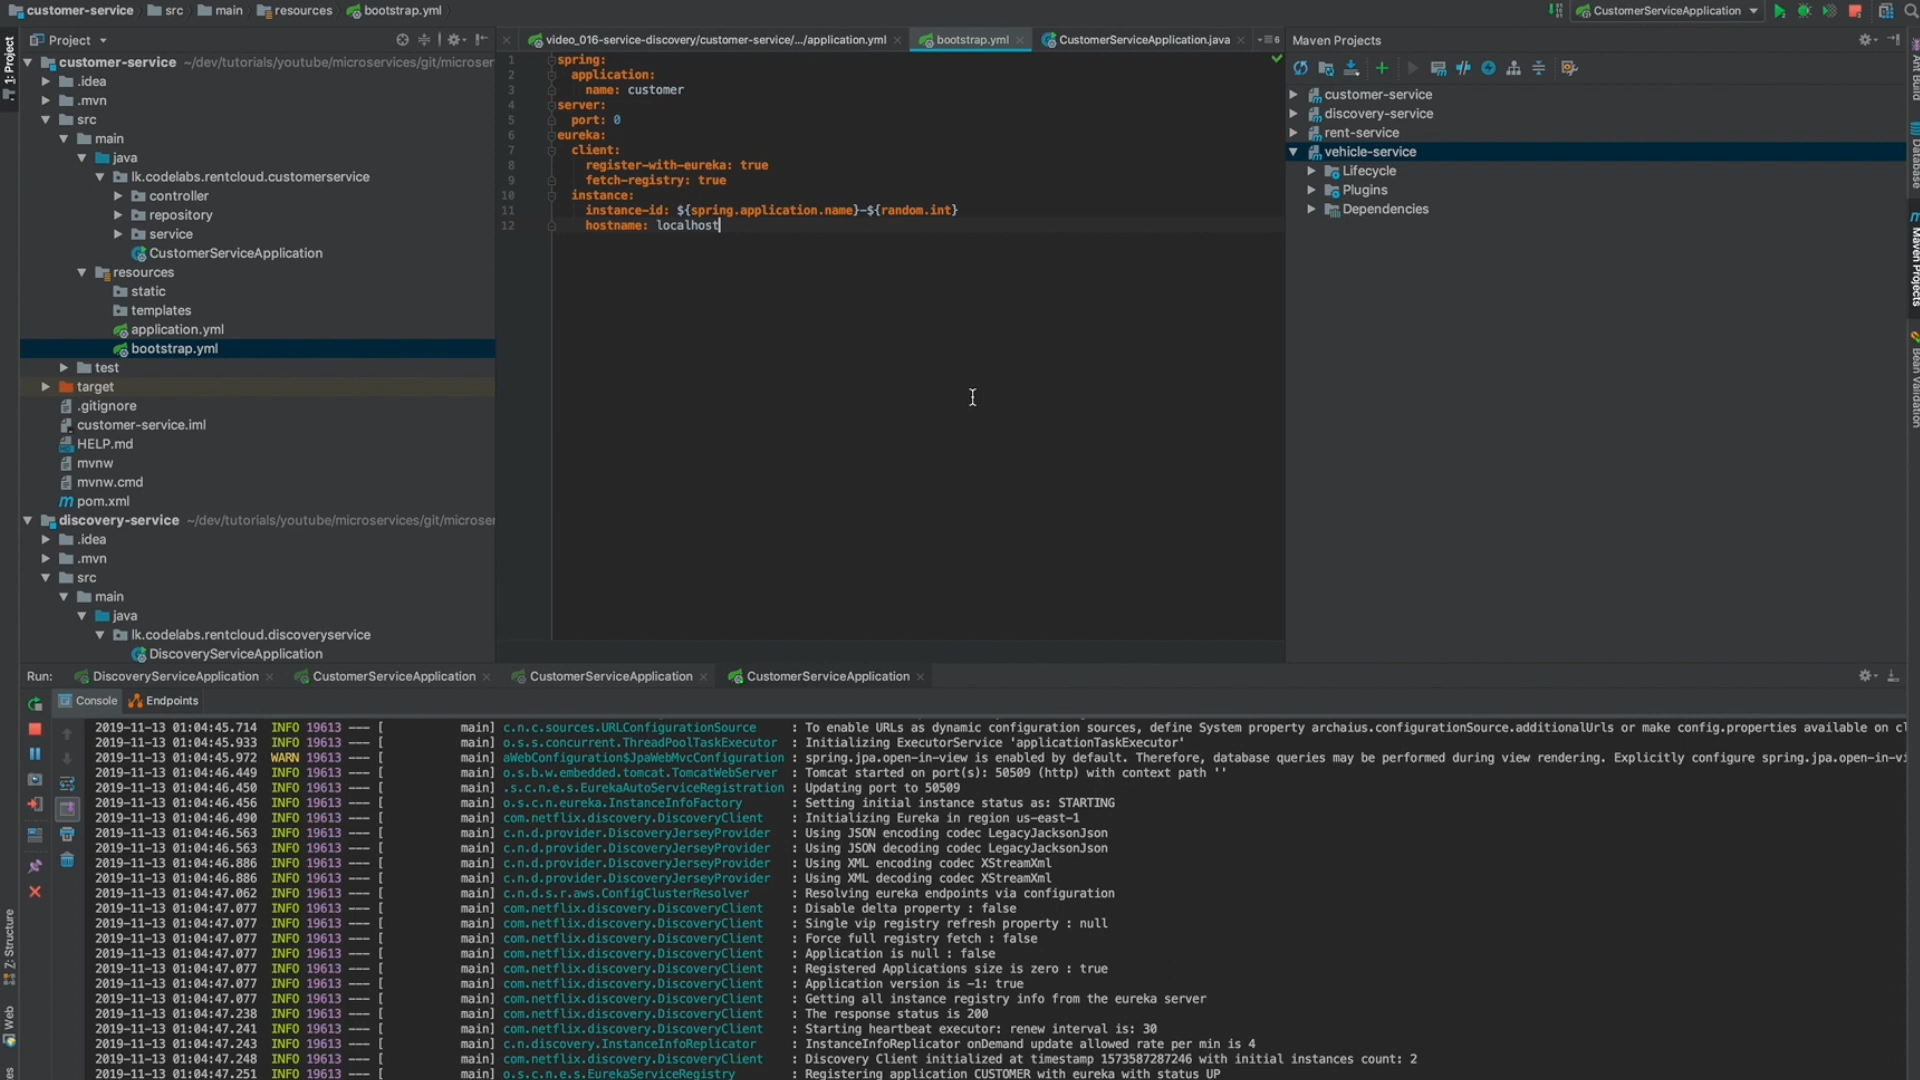 customer-service src main resources bootstrap.yml
CustomerServiceApplication
Project
video_016-service-discovery/customer-service/.../application.yml
bootstrap.yml
CustomerServiceApplication.java
Maven Projects
1: Project
customer-service ~/dev/tutorials/youtube/microservices/git/microser
.idea
.mvn
src
main
java
lk.codelabs.rentcloud.customerservice
controller
repository
service
CustomerServiceApplication
resources
static
templates
application.yml
bootstrap.yml
test
target
.gitignore
customer-service.iml
HELP.md
mvnw
mvnw.cmd
pom.xml
discovery-service ~/dev/tutorials/youtube/microservices/git/microser
.idea
.mvn
src
main
java
lk.codelabs.rentcloud.discoveryservice
DiscoveryServiceApplication
1 spring:
2 application:
3 name: customer
4 server:
5 port: 0
6 eureka:
7 client:
8 register-with-eureka: true
9 fetch-registry: true
10 instance:
11 instance-id: ${spring.application.name}-${random.int}
12 hostname: localhost
customer-service
discovery-service
rent-service
vehicle-service
Lifecycle
Plugins
Dependencies
Ant Build
Database
Maven Projects
Bean Validation
Run: DiscoveryServiceApplication CustomerServiceApplication CustomerServiceApplication CustomerServiceApplication
Console Endpoints
2019-11-13 01:04:45.714 INFO 19613 --- [ main] c.n.c.sources.URLConfigurationSource : To enable URLs as dynamic configuration sources, define System property archaius.configurationSource.additionalUrls or make config.properties available on cl
2019-11-13 01:04:45.933 INFO 19613 --- [ main] o.s.s.concurrent.ThreadPoolTaskExecutor : Initializing ExecutorService 'applicationTaskExecutor'
2019-11-13 01:04:45.972 WARN 19613 --- [ main] aWebConfiguration$JpaWebMvcConfiguration : spring.jpa.open-in-view is enabled by default. Therefore, database queries may be performed during view rendering. Explicitly configure spring.jpa.open-in-vi
2019-11-13 01:04:46.449 INFO 19613 --- [ main] o.s.b.w.embedded.tomcat.TomcatWebServer : Tomcat started on port(s): 50509 (http) with context path ''
2019-11-13 01:04:46.450 INFO 19613 --- [ main] .s.c.n.e.s.EurekaAutoServiceRegistration : Updating port to 50509
2019-11-13 01:04:46.456 INFO 19613 --- [ main] o.s.c.n.eureka.InstanceInfoFactory : Setting initial instance status as: STARTING
2019-11-13 01:04:46.490 INFO 19613 --- [ main] com.netflix.discovery.DiscoveryClient : Initializing Eureka in region us-east-1
2019-11-13 01:04:46.563 INFO 19613 --- [ main] c.n.d.provider.DiscoveryJerseyProvider : Using JSON encoding codec LegacyJacksonJson
2019-11-13 01:04:46.563 INFO 19613 --- [ main] c.n.d.provider.DiscoveryJerseyProvider : Using JSON decoding codec LegacyJacksonJson
2019-11-13 01:04:46.886 INFO 19613 --- [ main] c.n.d.provider.DiscoveryJerseyProvider : Using XML encoding codec XStreamXml
2019-11-13 01:04:46.886 INFO 19613 --- [ main] c.n.d.provider.DiscoveryJerseyProvider : Using XML decoding codec XStreamXml
2019-11-13 01:04:47.062 INFO 19613 --- [ main] c.n.d.s.r.aws.ConfigClusterResolver : Resolving eureka endpoints via configuration
2019-11-13 01:04:47.077 INFO 19613 --- [ main] com.netflix.discovery.DiscoveryClient : Disable delta property : false
2019-11-13 01:04:47.077 INFO 19613 --- [ main] com.netflix.discovery.DiscoveryClient : Single vip registry refresh property : null
2019-11-13 01:04:47.077 INFO 19613 --- [ main] com.netflix.discovery.DiscoveryClient : Force full registry fetch : false
2019-11-13 01:04:47.077 INFO 19613 --- [ main] com.netflix.discovery.DiscoveryClient : Application is null : false
2019-11-13 01:04:47.077 INFO 19613 --- [ main] com.netflix.discovery.DiscoveryClient : Registered Applications size is zero : true
2019-11-13 01:04:47.077 INFO 19613 --- [ main] com.netflix.discovery.DiscoveryClient : Application version is -1: true
2019-11-13 01:04:47.077 INFO 19613 --- [ main] com.netflix.discovery.DiscoveryClient : Getting all instance registry info from the eureka server
2019-11-13 01:04:47.238 INFO 19613 --- [ main] com.netflix.discovery.DiscoveryClient : The response status is 200
2019-11-13 01:04:47.241 INFO 19613 --- [ main] com.netflix.discovery.DiscoveryClient : Starting heartbeat executor: renew interval is: 30
2019-11-13 01:04:47.243 INFO 19613 --- [ main] c.n.discovery.InstanceInfoReplicator : InstanceInfoReplicator onDemand update allowed rate per min is 4
2019-11-13 01:04:47.248 INFO 19613 --- [ main] com.netflix.discovery.DiscoveryClient : Discovery Client initialized at timestamp 1573587287246 with initial instances count: 2
2019-11-13 01:04:47.251 INFO 19613 --- [ main] o.s.c.n.e.s.EurekaServiceRegistry : Registering application CUSTOMER with eureka with status UP
Z: Structure
Web